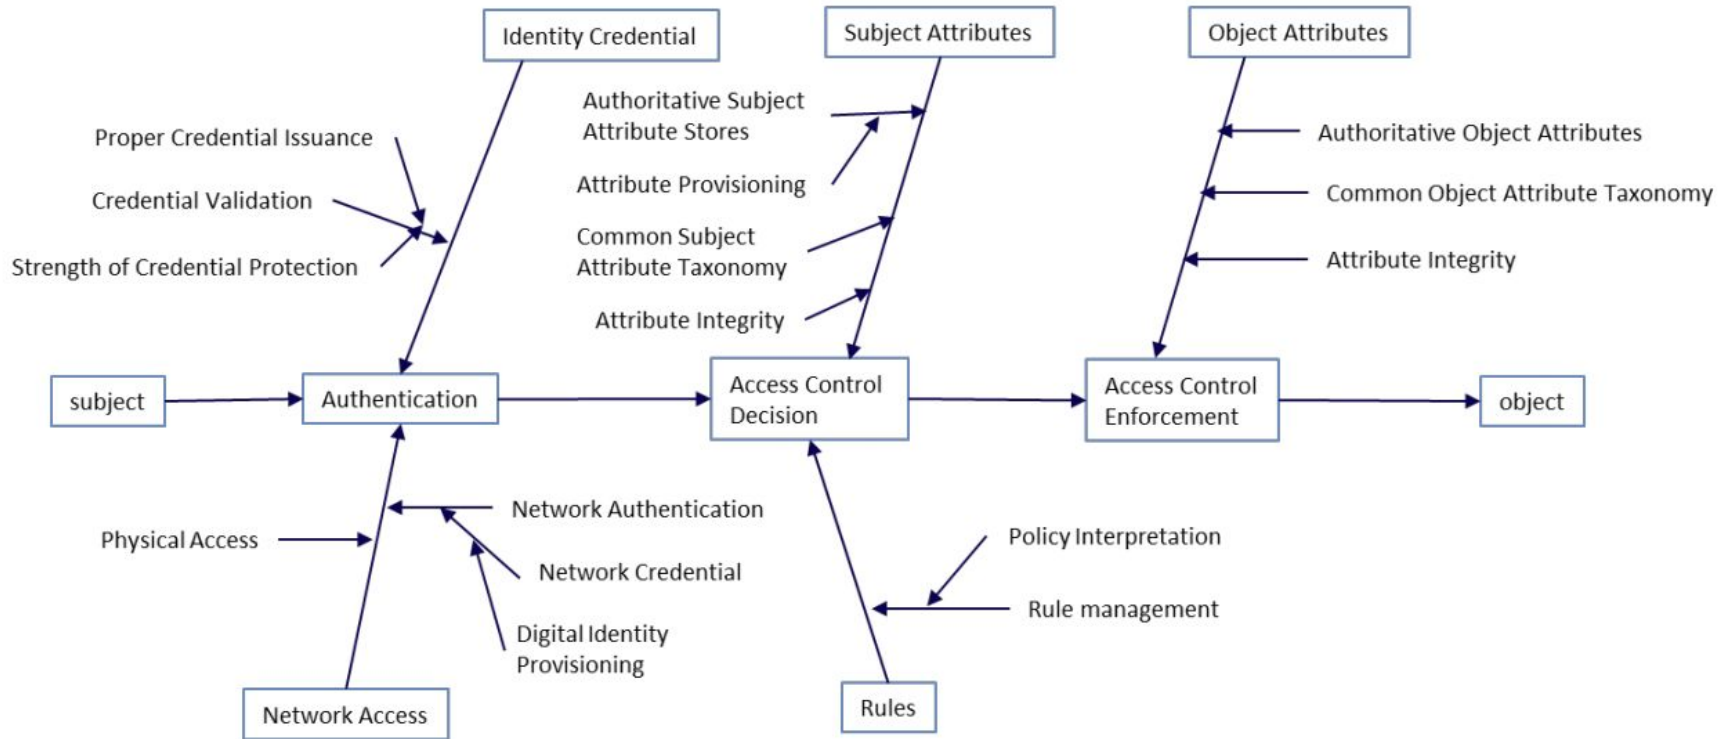 Identity Credential
Subject Attributes
Object Attributes
Authoritative Subject
Attribute Stores
Proper Credential Issuance
Authoritative Object Attributes
Attribute Provisioning
Credential Validation
Common Object Attribute Taxonomy
Common Subject
Attribute Taxonomy
Strength of Credential Protection
Attribute Integrity
Attribute Integrity
subject
Authentication
Access Control
Decision
Access Control
Enforcement
object
Network Authentication
Physical Access
Policy Interpretation
Network Credential
Rule management
Digital Identity
Provisioning
Network Access
Rules